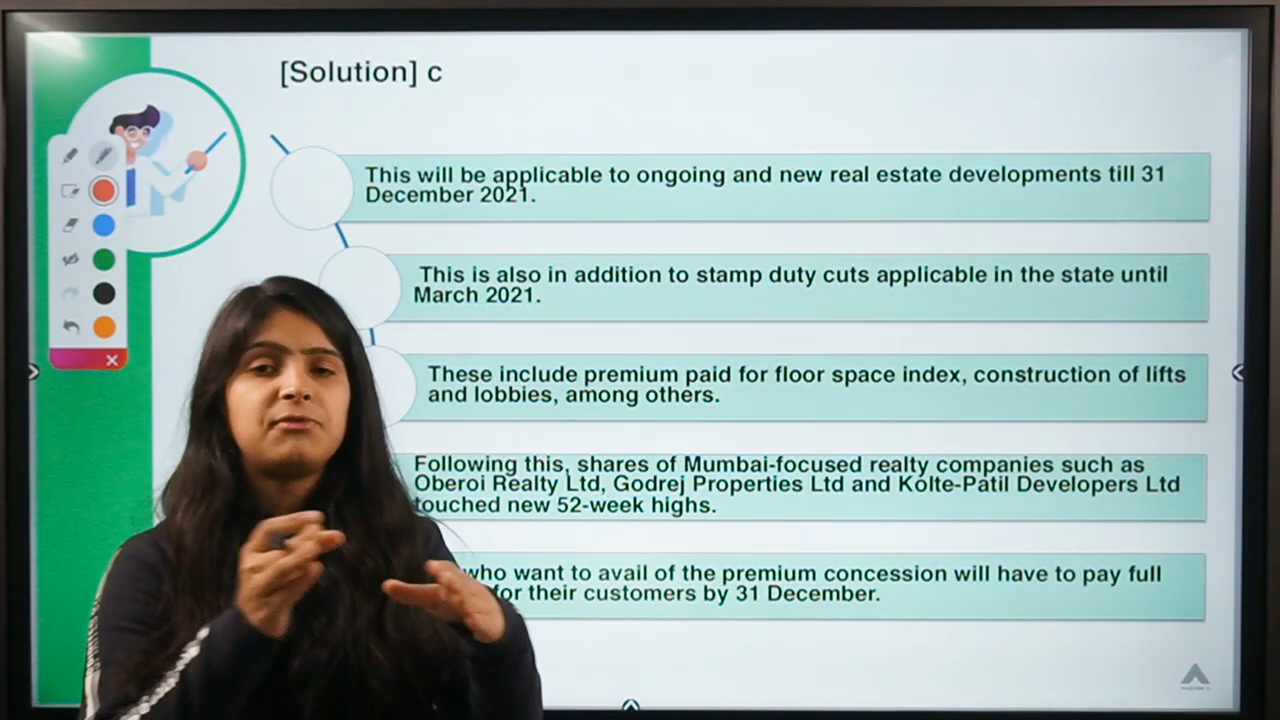 [Solution] c
This will be applicable to ongoing and new real estate developments till 31
December 2021.
This is also in addition to stamp duty cuts applicable in the state until
March 2021.
These include premium paid for floor space index, construction of lifts
and lobbies, among others.
Following this, shares of Mumbai-focused realty companies such as
Oberoi Realty Ltd, Godrej Properties Ltd and Kolte-Patil Developers Ltd
touched new 52-week highs.
who want to avail of the premium concession will have to pay full
for their customers by 31 December.